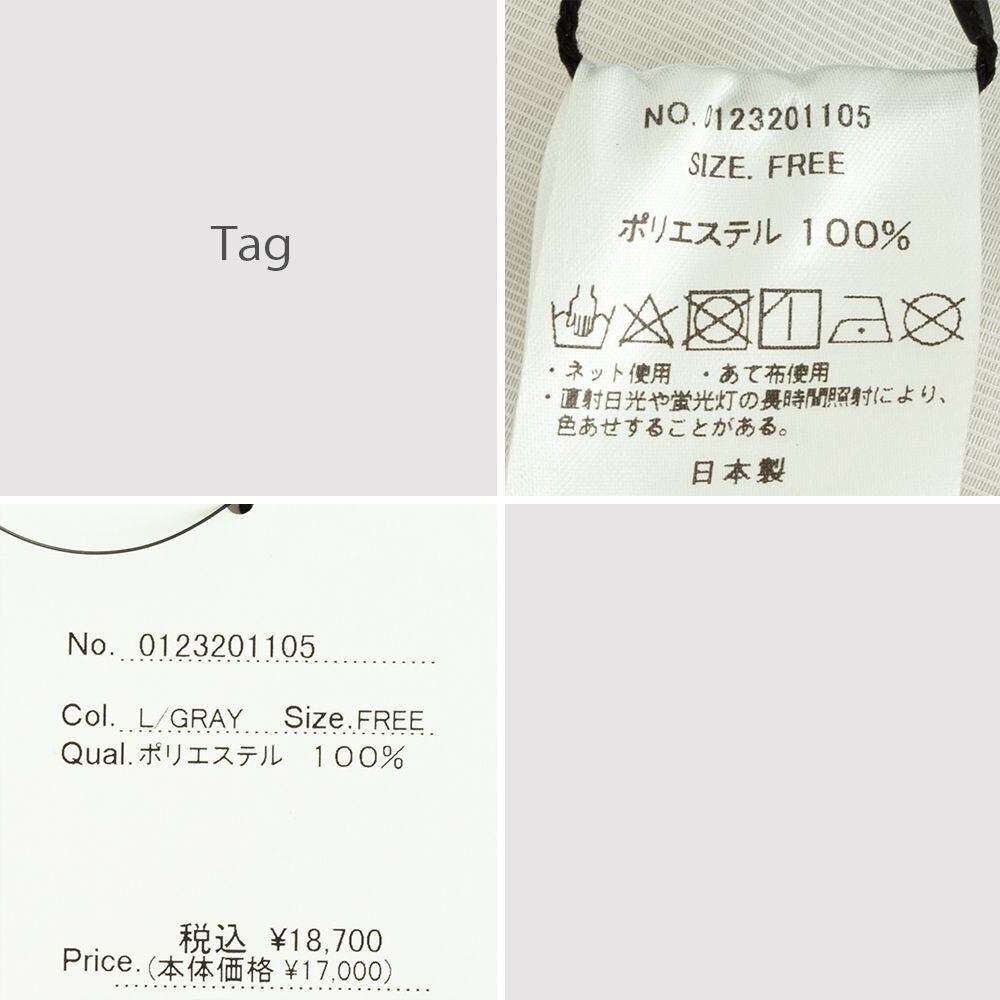 Tag
NO. 0123201105
SIZE. FREE
ポリエステル 100%
・ネット使用 ・あて布使用
・直射日光や蛍光灯の長時間照射により、
色あせすることがある。
日本製
No. 0123201105
Col. L/GRAY Size.FREE
Qual.ポリエステル 100%
税込 ¥18,700
Price.(本体価格 ¥17,000)